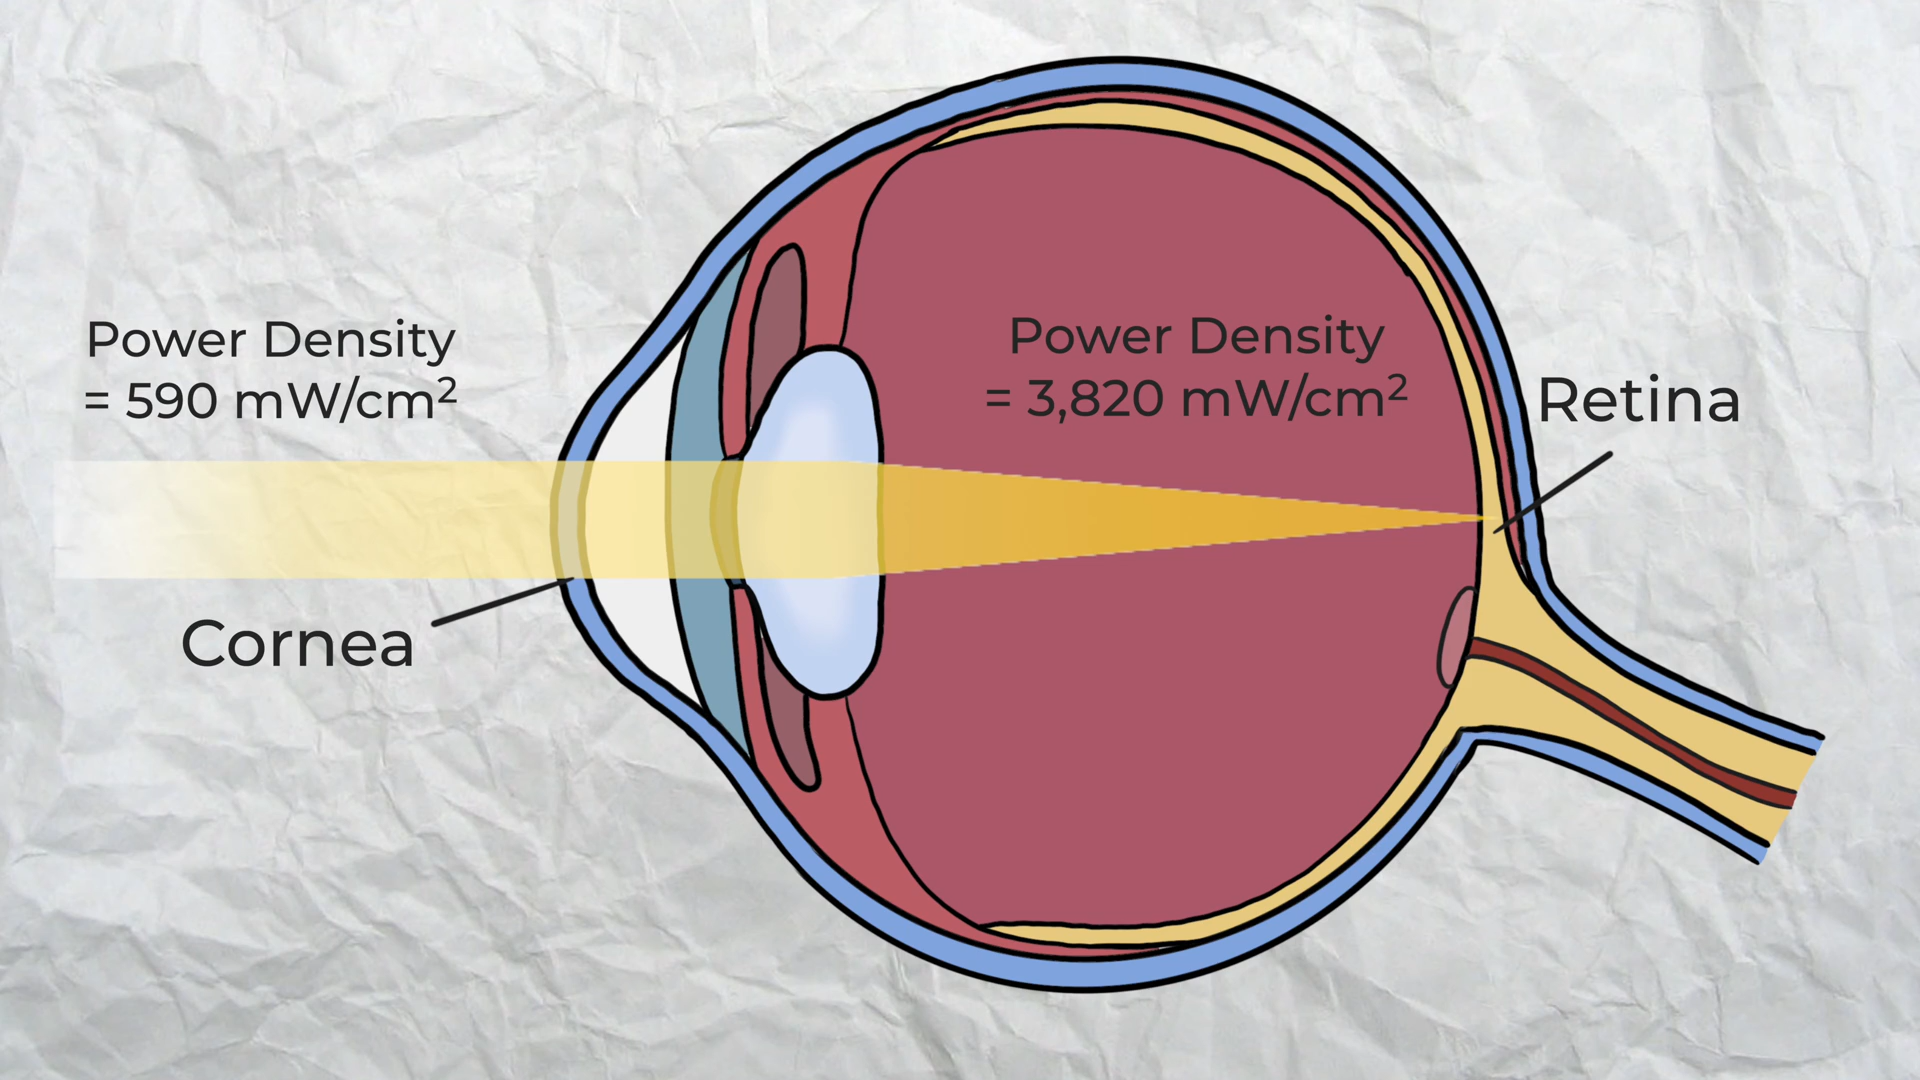 Power Density
= 590 mW/cm²
Power Density
= 3,820 mW/cm²
Retina
Cornea